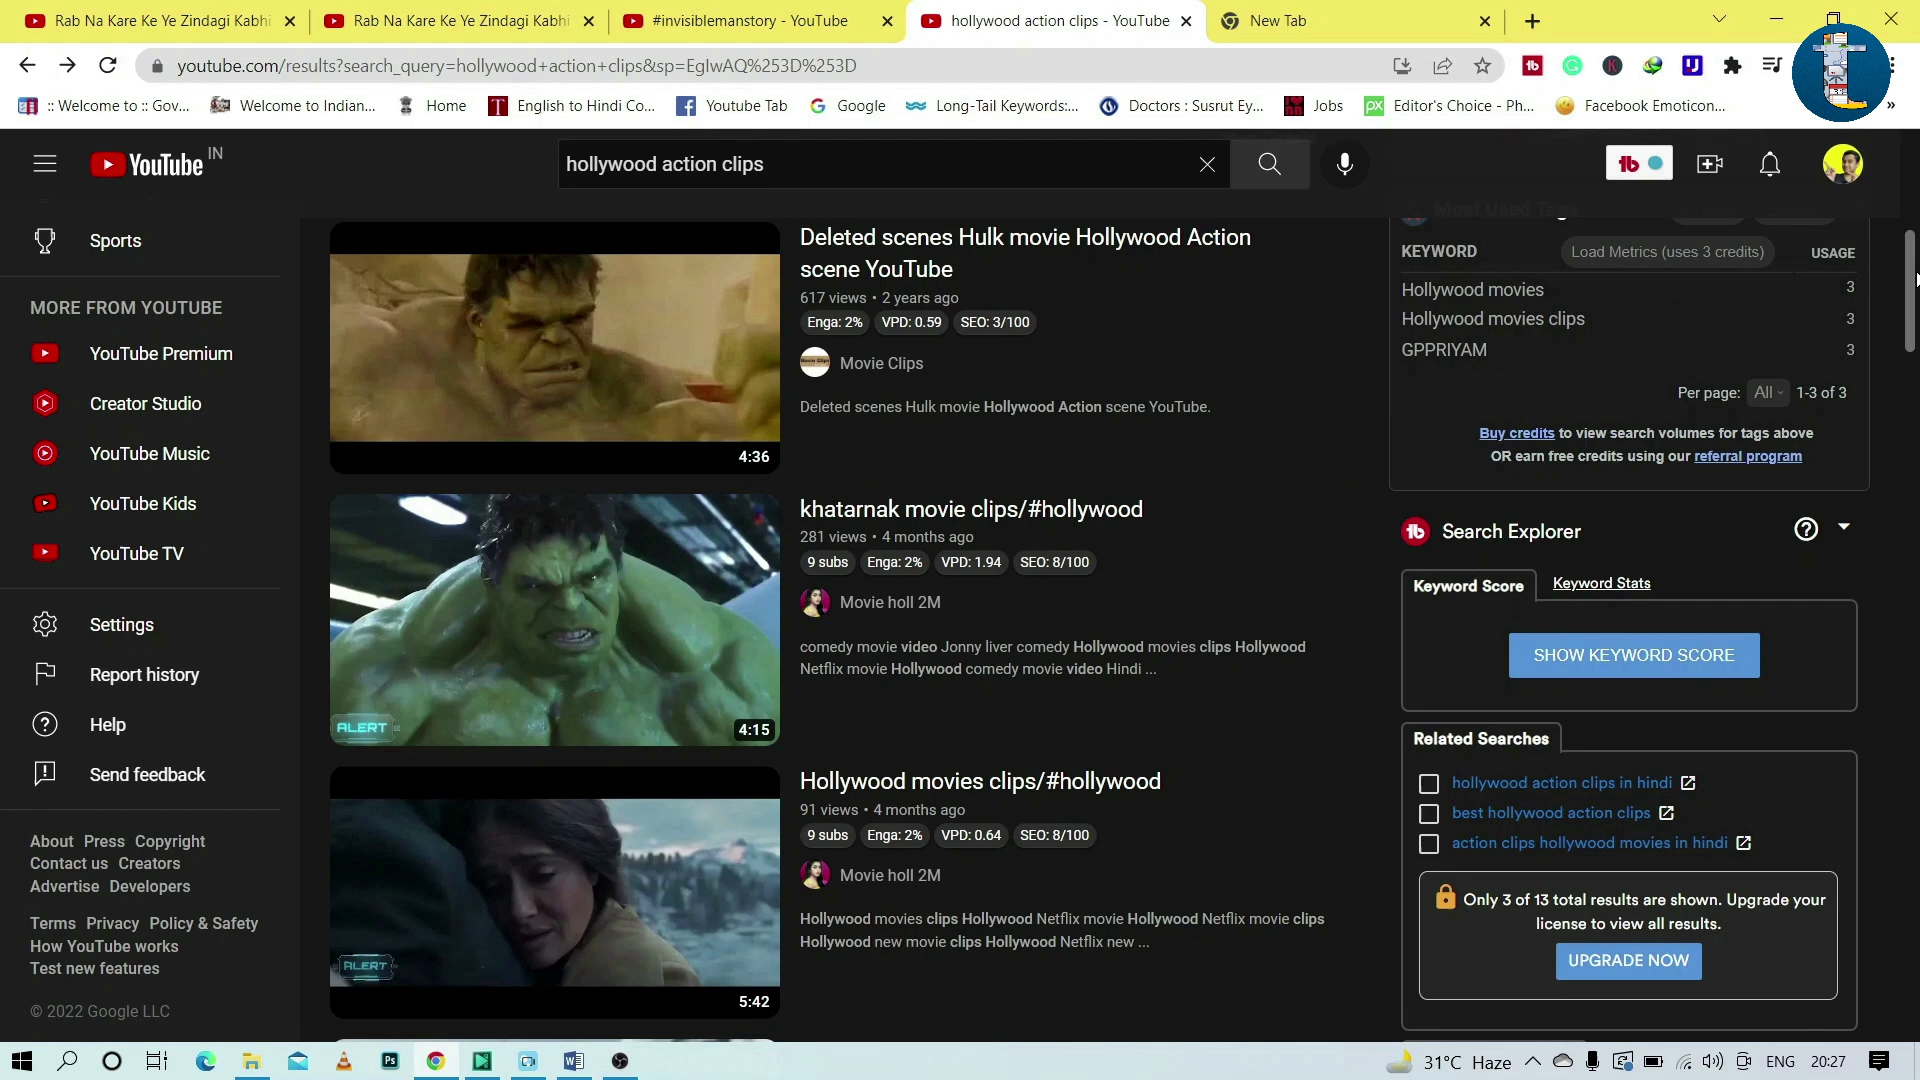 Rab Na Kare Ke Ye Zindagi Kabhi
Rab Na Kare Ke Ye Zindagi Kabhi
#invisiblemanstory - YouTube
hollywood action clips - YouTube
New Tab
youtube.com/results?search_query=hollywood+action+clips&sp=EgIwAQ%253D%253D
:: Welcome to :: Gov...
Welcome to Indian...
Home
English to Hindi Co...
Youtube Tab
Google
Long-Tail Keywords:...
Doctors : Susrut Ey...
Jobs
Editor's Choice - Ph...
Facebook Emoticon...
YouTube IN
hollywood action clips
Sports
MORE FROM YOUTUBE
YouTube Premium
Creator Studio
YouTube Music
YouTube Kids
YouTube TV
Settings
Report history
Help
Send feedback
About Press Copyright
Contact us Creators
Advertise Developers
Terms Privacy Policy & Safety
How YouTube works
Test new features
© 2022 Google LLC
4:36
Deleted scenes Hulk movie Hollywood Action
scene YouTube
617 views • 2 years ago
Enga: 2% VPD: 0.59 SEO: 3/100
Movie Clips
Deleted scenes Hulk movie Hollywood Action scene YouTube.
ALERT
4:15
khatarnak movie clips/#hollywood
281 views • 4 months ago
9 subs Enga: 2% VPD: 1.94 SEO: 8/100
Movie holl 2M
comedy movie video Jonny liver comedy Hollywood movies clips Hollywood
Netflix movie Hollywood comedy movie video Hindi ...
ALERT
5:42
Hollywood movies clips/#hollywood
91 views • 4 months ago
9 subs Enga: 2% VPD: 0.64 SEO: 8/100
Movie holl 2M
Hollywood movies clips Hollywood Netflix movie Hollywood Netflix movie clips
Hollywood new movie clips Hollywood Netflix new ...
Most Used Tags
KEYWORD Load Metrics (uses 3 credits) USAGE
Hollywood movies 3
Hollywood movies clips 3
GPPRIYAM 3
Per page: All 1-3 of 3
Buy credits to view search volumes for tags above
OR earn free credits using our referral program
Search Explorer
Keyword Score Keyword Stats
SHOW KEYWORD SCORE
Related Searches
hollywood action clips in hindi
best hollywood action clips
action clips hollywood movies in hindi
Only 3 of 13 total results are shown. Upgrade your
license to view all results.
UPGRADE NOW
31°C Haze
ENG
20:27